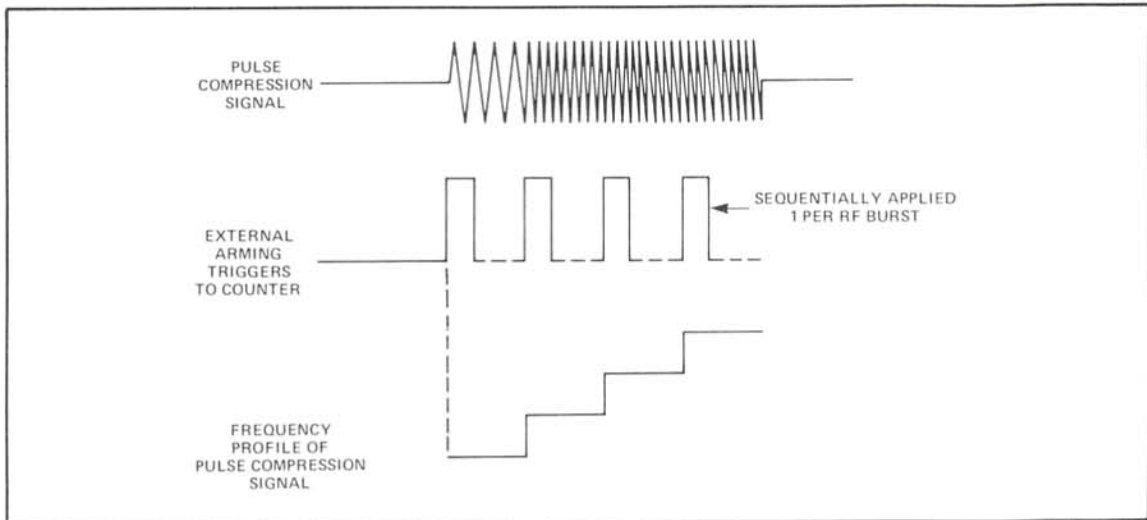 PULSE
COMPRESSION
SIGNAL
SEQUENTIALLY APPLIED
1 PER RF BURST
EXTERNAL
ARMING
TRIGGERS
TO COUNTER
FREQUENCY
PROFILE OF
PULSE COMPRESSION
SIGNAL